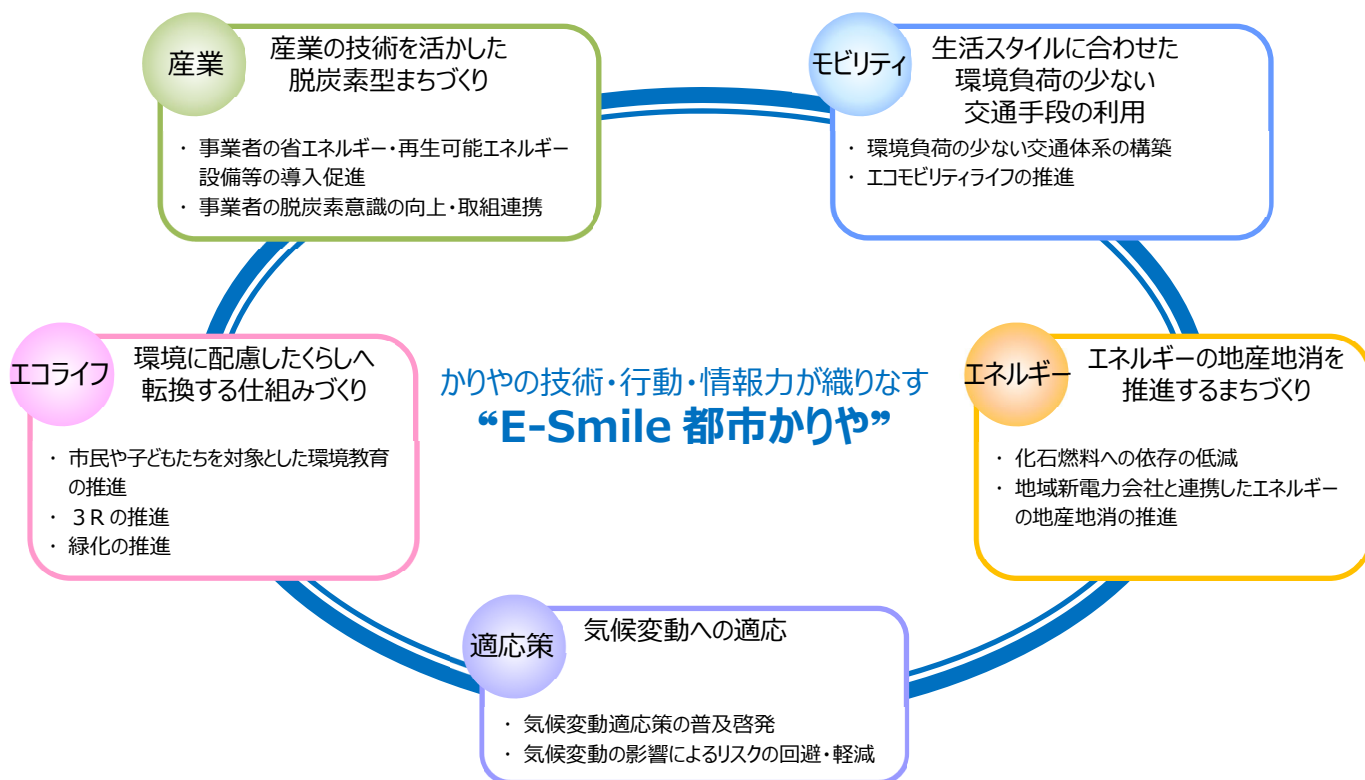 産業
産業の技術を活かした
脱炭素型まちづくり
・ 事業者の省エネルギー・再生可能エネルギー
設備等の導入促進
・ 事業者の脱炭素意識の向上・取組連携
モビリティ
生活スタイルに合わせた
環境負荷の少ない
交通手段の利用
・ 環境負荷の少ない交通体系の構築
・ エコモビリティライフの推進
エコライフ
環境に配慮したくらしへ
転換する仕組みづくり
・ 市民や子どもたちを対象とした環境教育
の推進
・ 3Rの推進
・ 緑化の推進
かりやの技術・行動・情報力が織りなす
“E-Smile 都市かりや”
エネルギー
エネルギーの地産地消を
推進するまちづくり
・ 化石燃料への依存の低減
・ 地域新電力会社と連携したエネルギー
の地産地消の推進
適応策
気候変動への適応
・ 気候変動適応策の普及啓発
・ 気候変動の影響によるリスクの回避・軽減